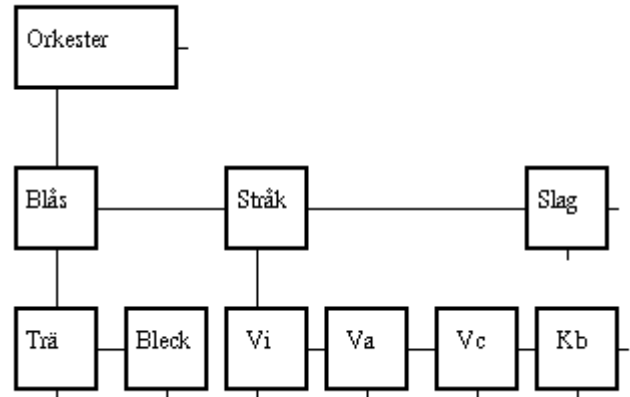 Orkester
Blås
Stråk
Slag
Trä
Bleck
Vi
Va
Vc
Kb